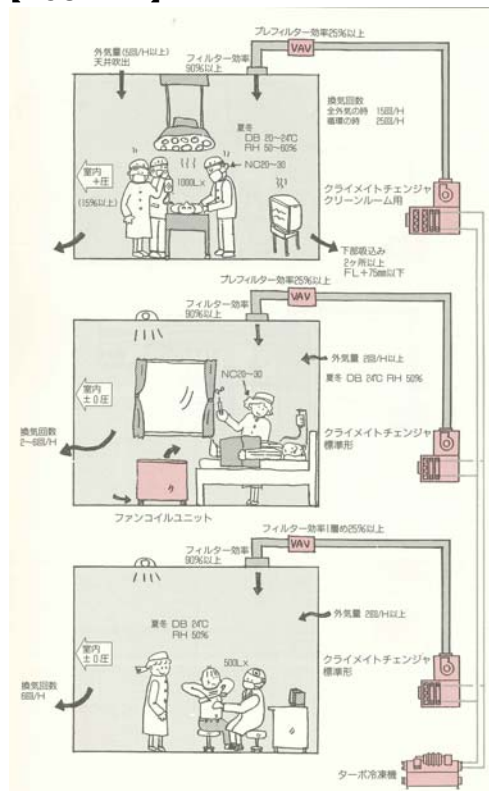 プレフィルター効率25%以上
外気量(5回/H以上)
天井吹出
フィルター効率
90%以上
VAV
換気回数
全外気の時 15回/H
循環の時 25回/H
夏冬
DB 20~24℃
RH 50~60%
NC20~30
室内
+圧
(15%以上)
1000Lx
クライメイトチェンジャ
クリーンルーム用
下部吸込み
2ヶ所以上
FL+75㎜以下
プレフィルター効率25%以上
フィルター効率
90%以上
VAV
外気量 2回/H以上
夏冬 DB 24℃ RH 50%
NC20~30
室内
±0圧
換気回数
2~6回/H
クライメイトチェンジャ
標準形
ファンコイルユニット
フィルター効率1層め25%以上
フィルター効率
90%以上
VAV
外気量 2回/H以上
夏冬 DB 24℃
RH 50%
室内
±0圧
500Lx
クライメイトチェンジャ
標準形
換気回数
6回/H
ターボ冷凍機